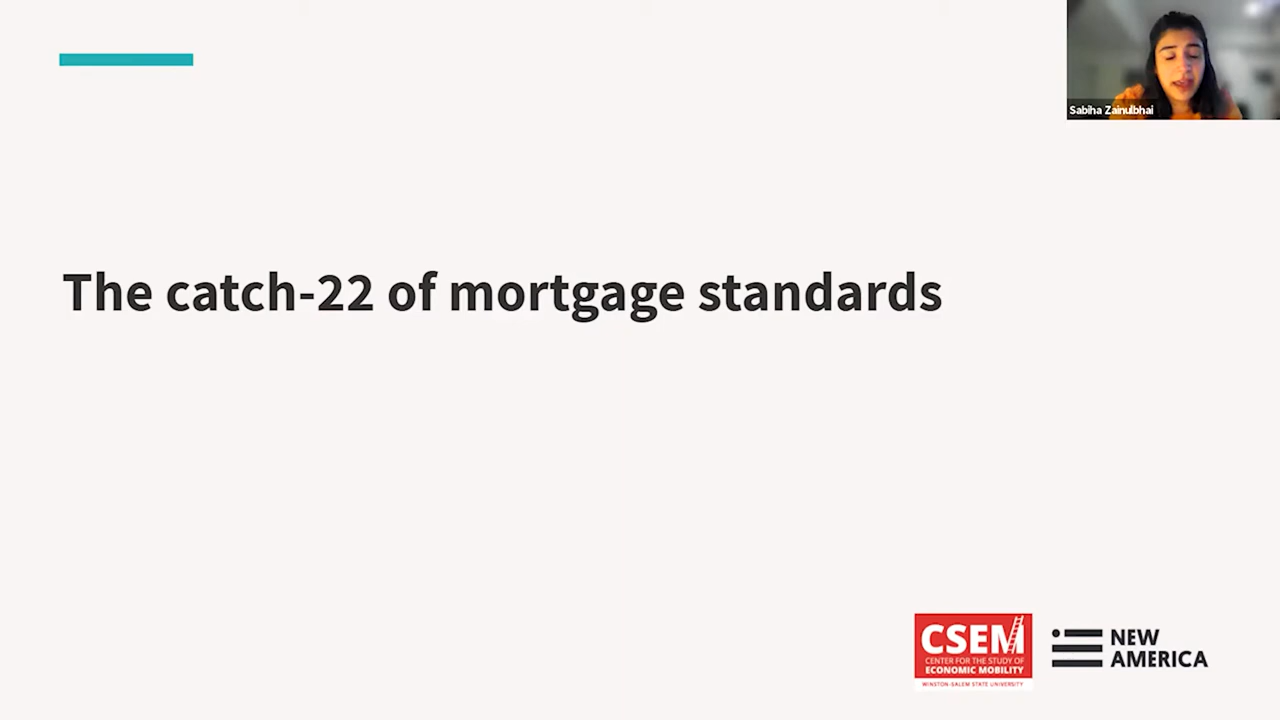 Sabiha Zainulbhai
The catch-22 of mortgage standards
CSEM
CENTER FOR THE STUDY OF
ECONOMIC MOBILITY
WINSTON-SALEM STATE UNIVERSITY
NEW
AMERICA